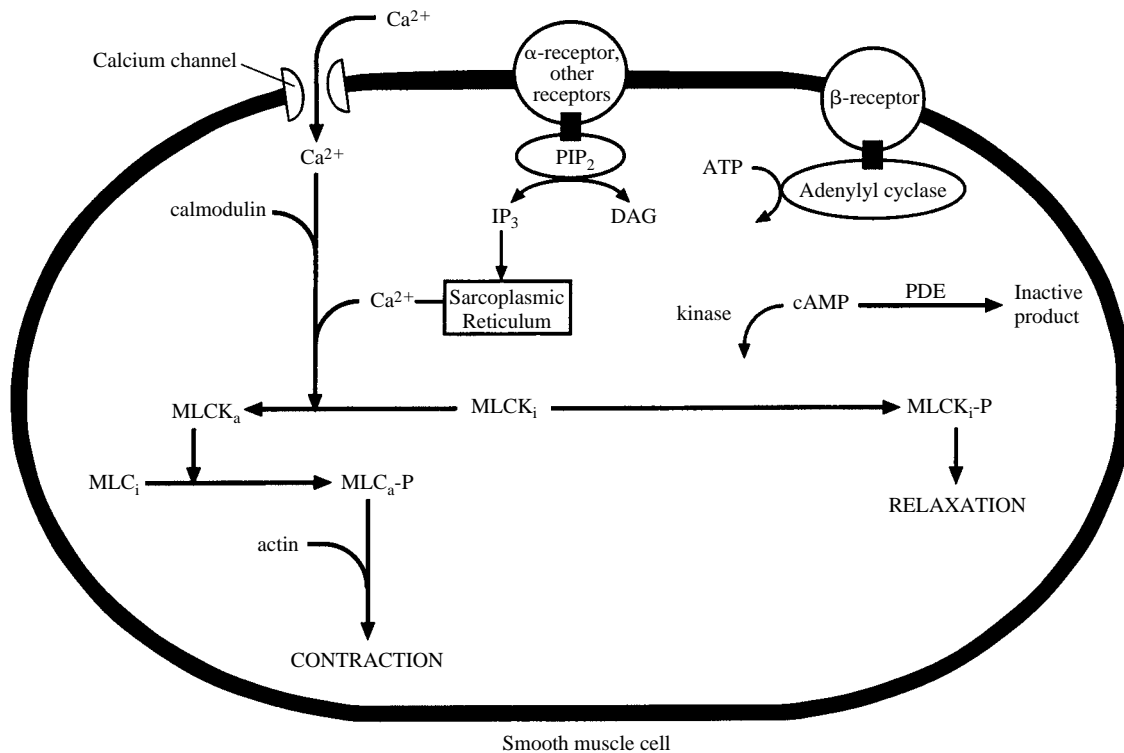 Ca²⁺
Calcium channel
α-receptor,
other
receptors
β-receptor
Ca²⁺
PIP₂
ATP
Adenylyl cyclase
calmodulin
IP₃
DAG
Ca²⁺
Sarcoplasmic
Reticulum
kinase
cAMP
PDE
Inactive
product
MLCKₐ
MLCKᵢ
MLCKᵢ-P
MLCᵢ
MLCₐ-P
RELAXATION
actin
CONTRACTION
Smooth muscle cell